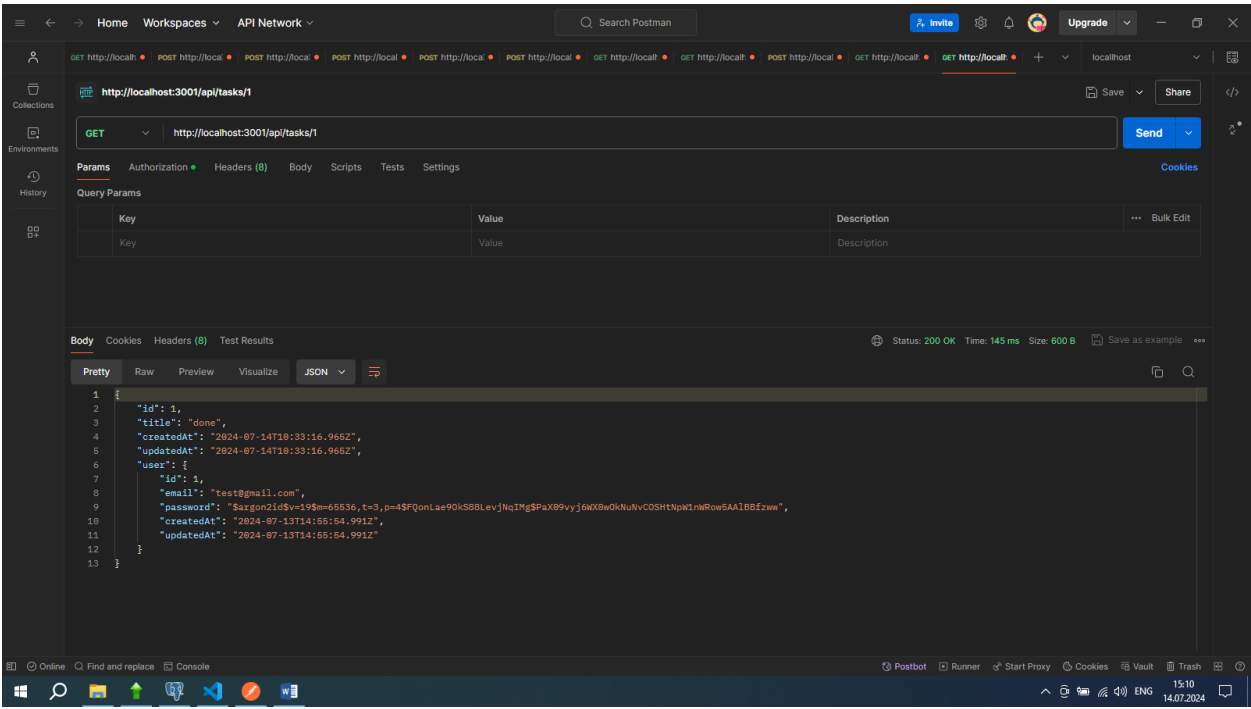 Home Workspaces API Network Search Postman Invite Upgrade
GET http://localh POST http://local POST http://local POST http://local POST http://local POST http://local GET http://localh GET http://localh POST http://local GET http://localh GET http://localh localhost
HTTP http://localhost:3001/api/tasks/1 Save Share
Collections
GET http://localhost:3001/api/tasks/1 Send
Environments
Params Authorization Headers (8) Body Scripts Tests Settings Cookies
History
Query Params
Key Value Description Bulk Edit
Key Value Description
Body Cookies Headers (8) Test Results Status: 200 OK Time: 145 ms Size: 600 B Save as example
Pretty Raw Preview Visualize JSON
1 {
2 "id": 1,
3 "title": "done",
4 "createdAt": "2024-07-14T10:33:16.965Z",
5 "updatedAt": "2024-07-14T10:33:16.965Z",
6 "user": {
7 "id": 1,
8 "email": "test@gmail.com",
9 "password":
10 "createdAt": "2024-07-13T14:55:54.991Z",
11 "updatedAt": "2024-07-13T14:55:54.991Z"
12 }
13 }
Online Find and replace Console Postbot Runner Start Proxy Cookies Vault Trash
ENG 15:10
14.07.2024